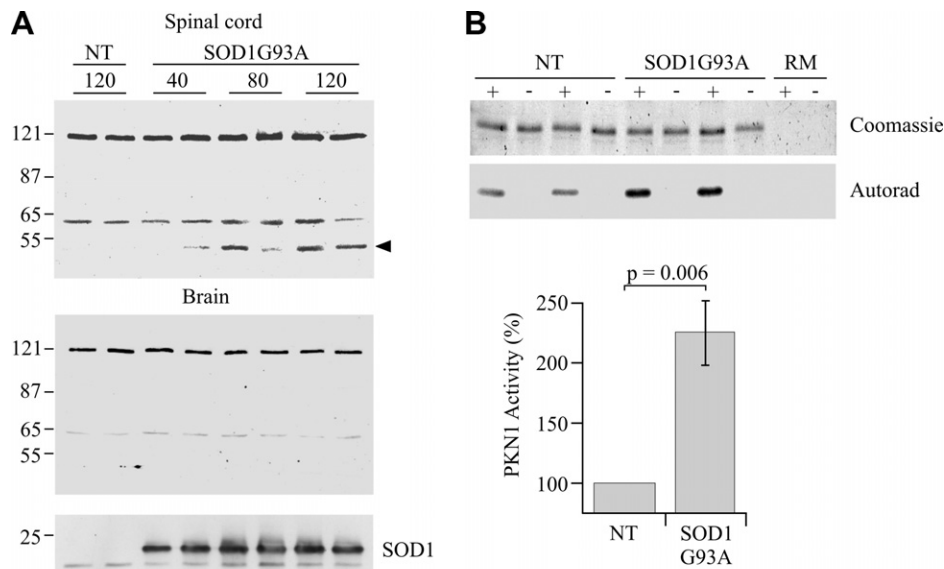 A
Spinal cord
NT SOD1G93A
120 40 80 120
121
87
65
55
Brain
121
87
65
55
25
SOD1
B
NT SOD1G93A RM
+ - + - + - + - + -
Coomassie
Autorad
p = 0.006
PKN1 Activity (%)
250
200
150
100
NT SOD1
G93A